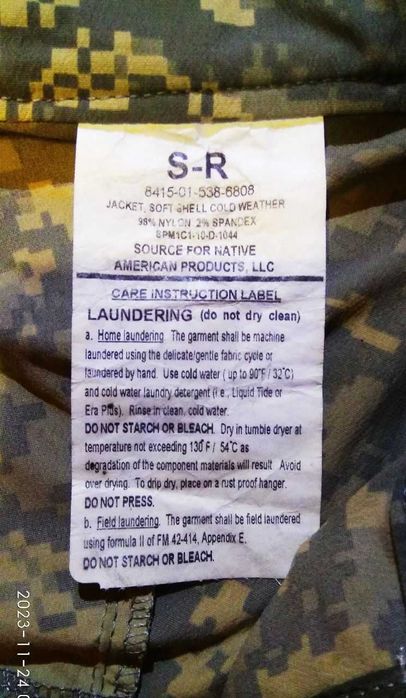 S-R
8415-01-538-6808
JACKET, SOFT SHELL COLD WEATHER
98% NYLON 2% SPANDEX
SPM1C1-10-D-1044
SOURCE FOR NATIVE
AMERICAN PRODUCTS, LLC
CARE INSTRUCTION LABEL
LAUNDERING (do not dry clean)
a. Home laundering. The garment shall be machine
laundered using the delicate/gentle fabric cycle or
laundered by hand. Use cold water ( up to 90°F / 32°C)
and cold water laundry detergent (i.e., Liquid Tide or
Era Plus). Rinse in clean, cold water.
DO NOT STARCH OR BLEACH. Dry in tumble dryer at
temperature not exceeding 130°F / 54°C as
degradation of the component materials will result. Avoid
over drying. To drip dry, place on a rust proof hanger.
DO NOT PRESS.
b. Field laundering. The garment shall be field laundered
using formula II of FM 42-414, Appendix E.
DO NOT STARCH OR BLEACH.
2023-11-24